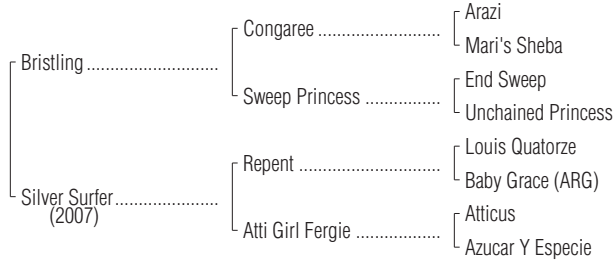 Arazi
Congaree ..........................
Mari's Sheba
Bristling ............................
End Sweep
Sweep Princess ................
Unchained Princess
Louis Quatorze
Repent ..............................
Baby Grace (ARG)
Silver Surfer......................
(2007)
Atticus
Atti Girl Fergie ..................
Azucar Y Especie